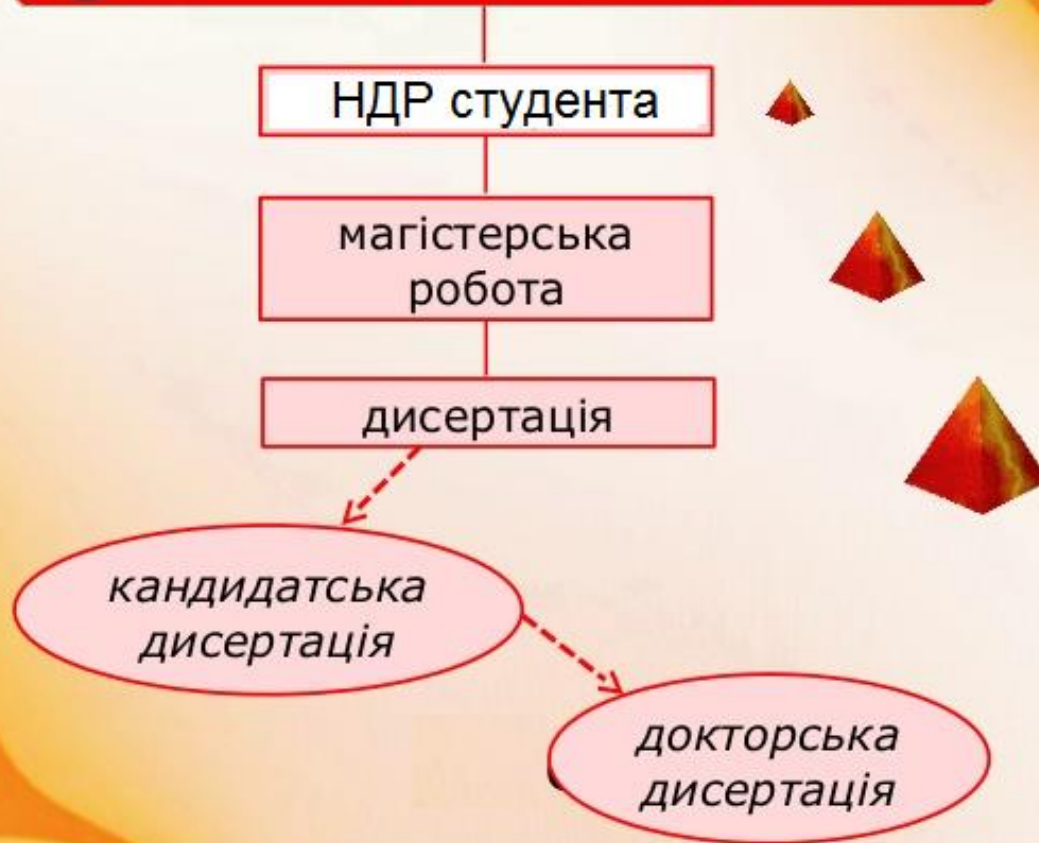 НДР студента
магістерська
робота
дисертація
кандидатська
дисертація
докторська
дисертація